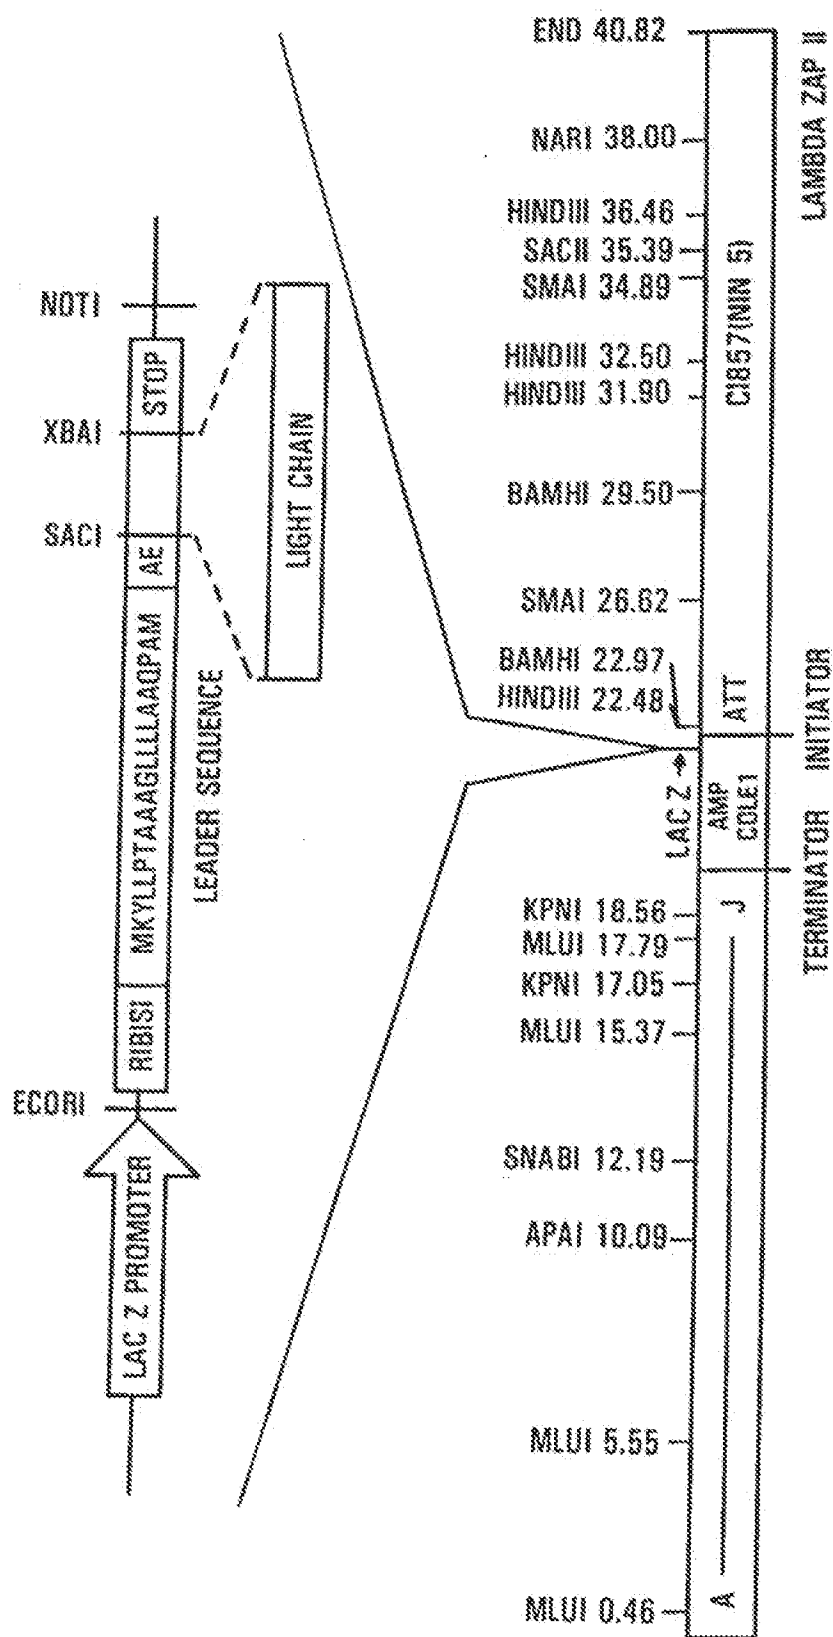 LAC Z PROMOTER
ECORI
RIBISI
MKYLLPTAAAGLLLLAAQPAM
AE
SACI
XBAI
STOP
NOTI
LEADER SEQUENCE
LIGHT CHAIN
END 40.82
NARI 38.00
HINDIII 36.46
SACII 35.39
SMAI 34.89
HINDIII 32.50
HINDIII 31.90
BAMHI 29.50
SMAI 26.62
BAMHI 22.97
HINDIII 22.48
LAC Z
KPNI 18.56
MLUI 17.79
KPNI 17.05
MLUI 15.37
SNABI 12.19
APAI 10.09
MLUI 5.55
MLUI 0.46
A
J
AMP
COLE1
ATT
CI857(NIN 5)
TERMINATOR
INITIATOR
LAMBDA ZAP II